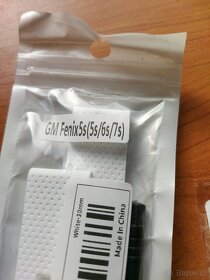 GM Fenix5s(5s/6s/7s)
White-20mm
Made In China